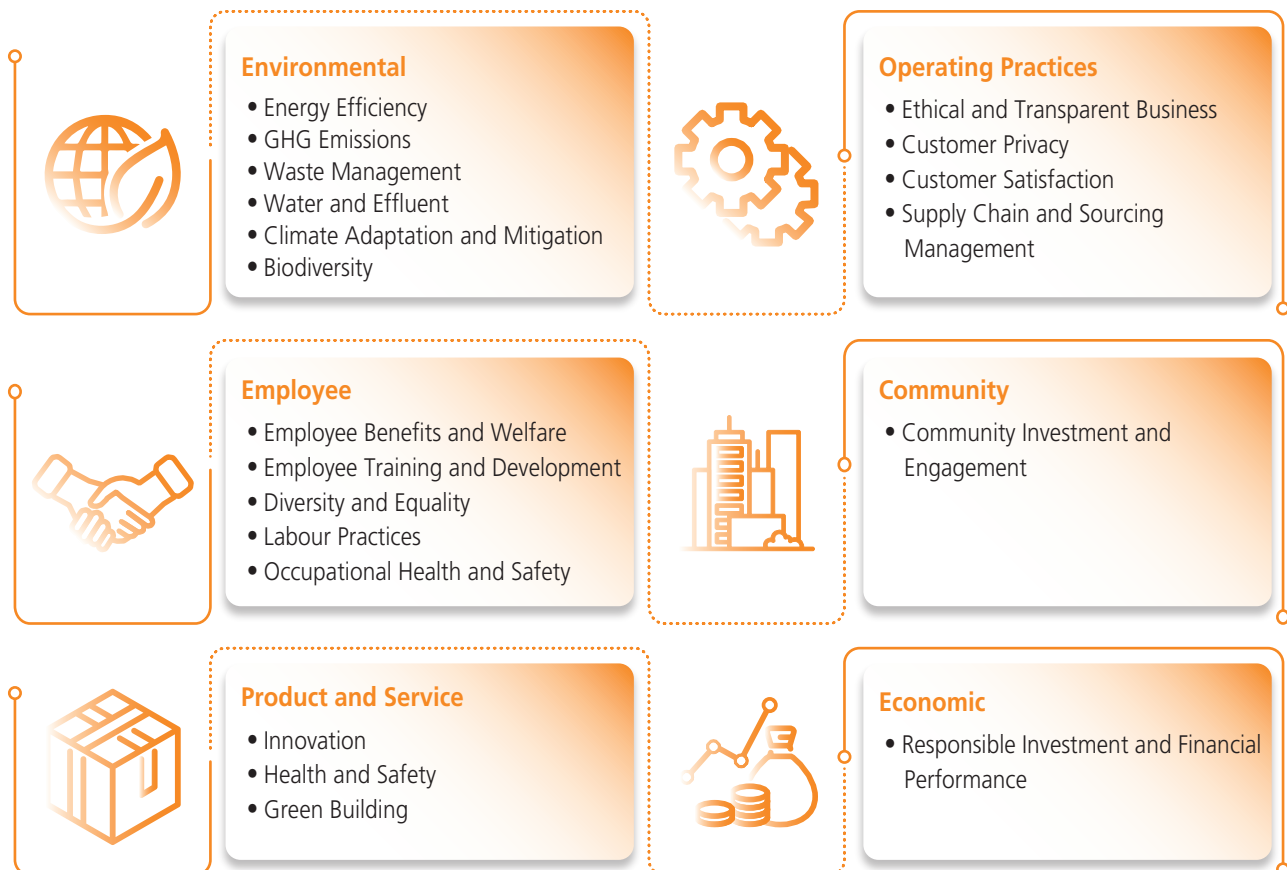 Environmental
• Energy Efficiency
• GHG Emissions
• Waste Management
• Water and Effluent
• Climate Adaptation and Mitigation
• Biodiversity
Operating Practices
• Ethical and Transparent Business
• Customer Privacy
• Customer Satisfaction
• Supply Chain and Sourcing
Management
Employee
• Employee Benefits and Welfare
• Employee Training and Development
• Diversity and Equality
• Labour Practices
• Occupational Health and Safety
Community
• Community Investment and
Engagement
Product and Service
• Innovation
• Health and Safety
• Green Building
Economic
• Responsible Investment and Financial
Performance